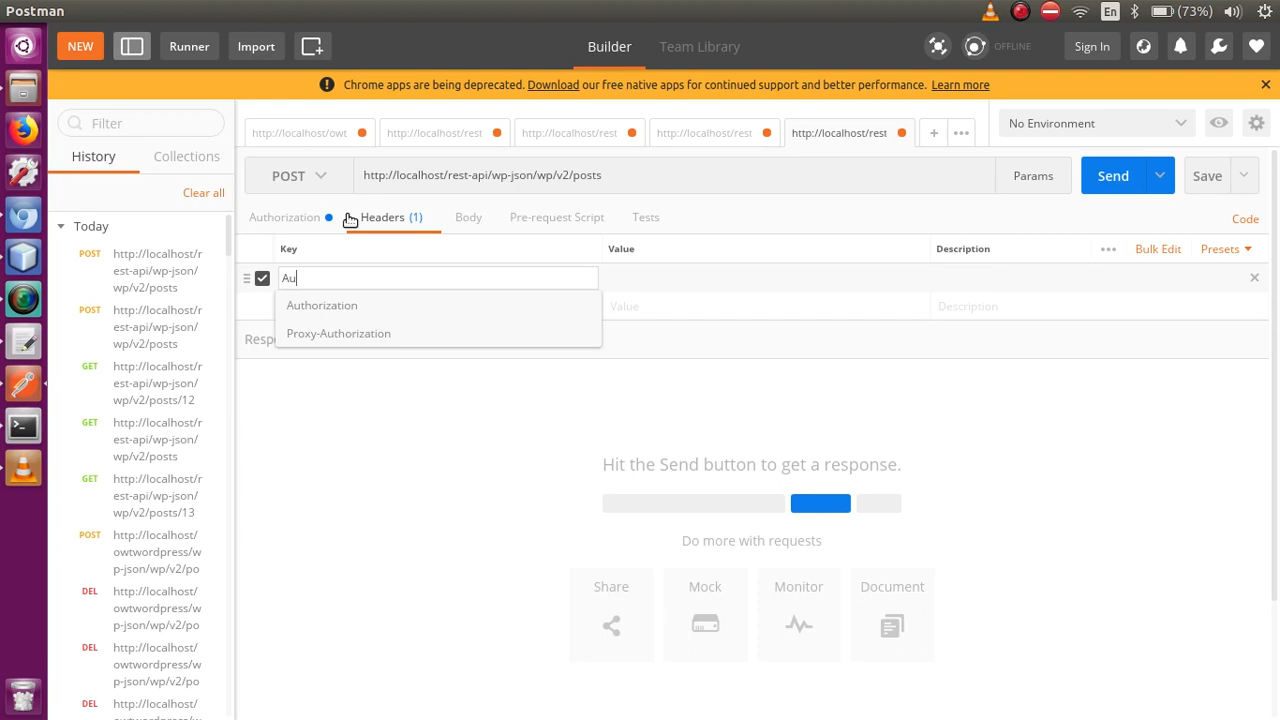 Postman
En
(73%)
NEW
Runner
Import
Builder
Team Library
OFFLINE
Sign In
Chrome apps are being deprecated. Download our free native apps for continued support and better performance. Learn more
Filter
History
Collections
Clear all
Today
POST
http://localhost/r
est-api/wp-json/
wp/v2/posts
POST
http://localhost/r
est-api/wp-json/
wp/v2/posts
GET
http://localhost/r
est-api/wp-json/
wp/v2/posts/12
GET
http://localhost/r
est-api/wp-json/
wp/v2/posts
GET
http://localhost/r
est-api/wp-json/
wp/v2/posts/13
POST
http://localhost/
owtwordpress/w
p-json/wp/v2/po
DEL
http://localhost/
owtwordpress/w
p-json/wp/v2/po
DEL
http://localhost/
owtwordpress/w
p-json/wp/v2/po
DEL
http://localhost/
http://localhost/owt
http://localhost/rest
http://localhost/rest
http://localhost/rest
http://localhost/rest
No Environment
POST
http://localhost/rest-api/wp-json/wp/v2/posts
Params
Send
Save
Authorization
Headers (1)
Body
Pre-request Script
Tests
Code
Key
Value
Description
Bulk Edit
Presets
Au
Authorization
Proxy-Authorization
Value
Description
Resp
Hit the Send button to get a response.
Do more with requests
Share
Mock
Monitor
Document